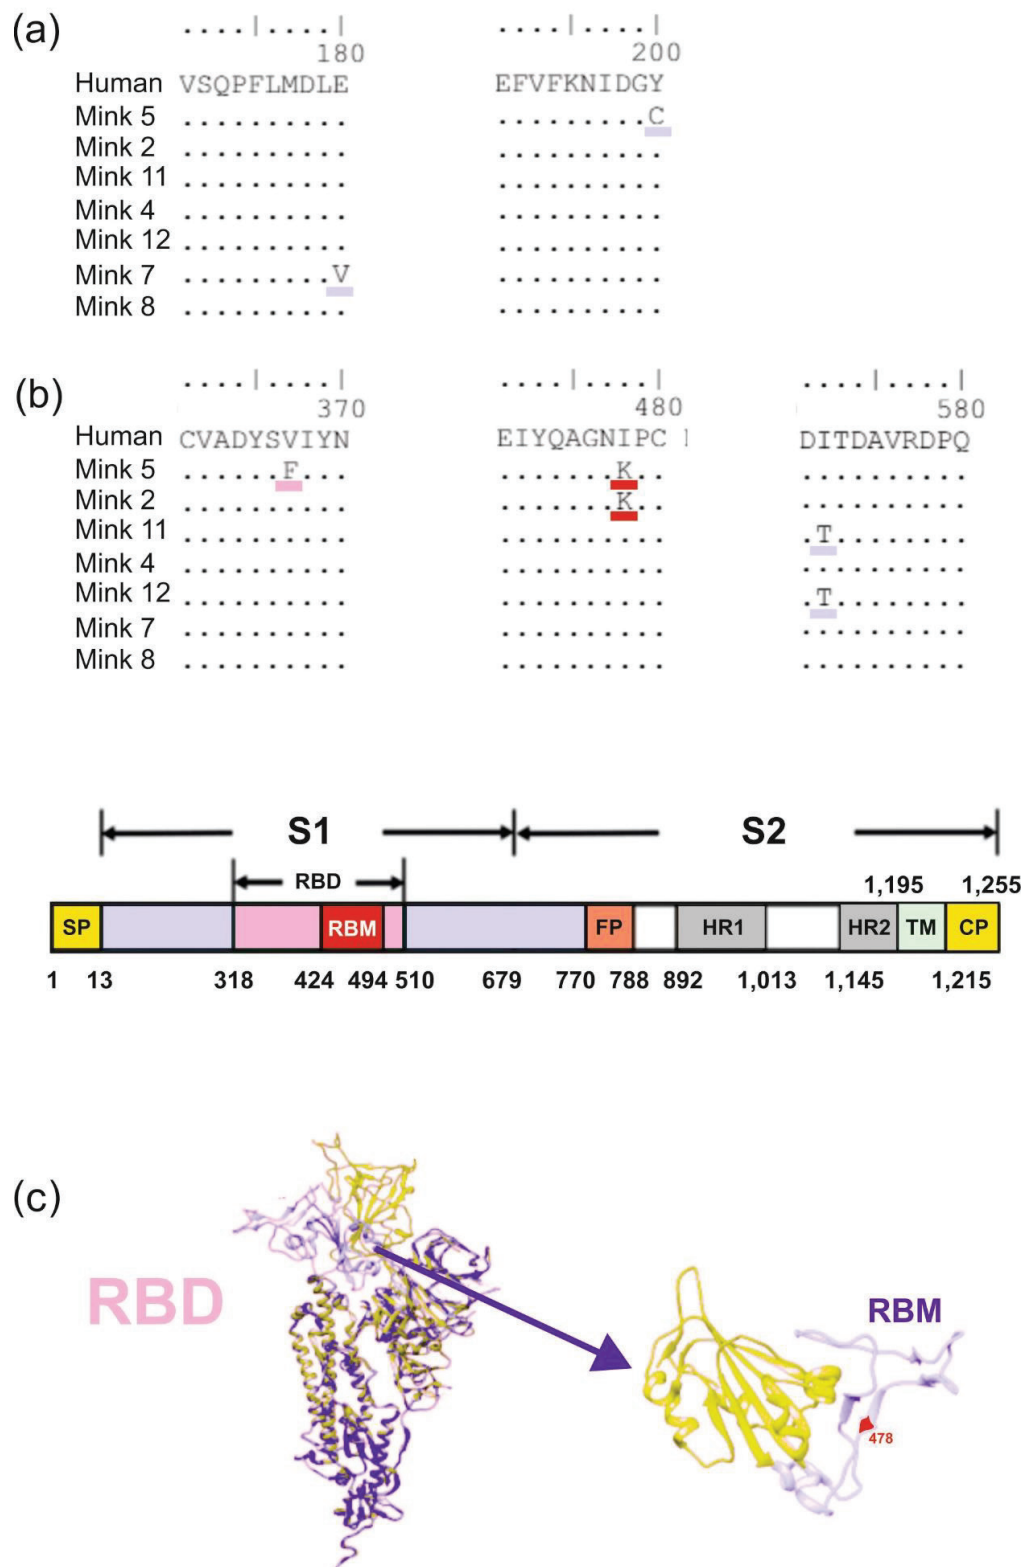 (a)
. . . . | . . . . | . . . . | . . . . |
180 200
Human VSQPFLMDLE EFVFKNIDGY
Mink 5 . . . . . . . . . . . . . . . . . . . C
Mink 2 . . . . . . . . . . . . . . . . . . . .
Mink 11 . . . . . . . . . . . . . . . . . . . .
Mink 4 . . . . . . . . . . . . . . . . . . . .
Mink 12 . . . . . . . . . . . . . . . . . . . .
Mink 7 . . . . . . . . . V . . . . . . . . . .
Mink 8 . . . . . . . . . . . . . . . . . . . .
(b)
. . . . | . . . . | . . . . | . . . . | . . . . | . . . . |
370 480 580
Human CVADYSVIYN EIYQAGNIPC DITDAVRDPQ
Mink 5 . . . . . . F . . . . . . . . . . K . . . . . . . . . . . .
Mink 2 . . . . . . . . . . . . . . . . . K . . . . . . . . . . . .
Mink 11 . . . . . . . . . . . . . . . . . . . . . T . . . . . . . .
Mink 4 . . . . . . . . . . . . . . . . . . . . . . . . . . . . . .
Mink 12 . . . . . . . . . . . . . . . . . . . . . T . . . . . . . .
Mink 7 . . . . . . . . . . . . . . . . . . . . . . . . . . . . . .
Mink 8 . . . . . . . . . . . . . . . . . . . . . . . . . . . . . .
S1 S2
RBD 1,195 1,255
SP RBM FP HR1 HR2 TM CP
1 13 318 424 494 510 679 770 788 892 1,013 1,145 1,215
(c)
RBD
RBM
478